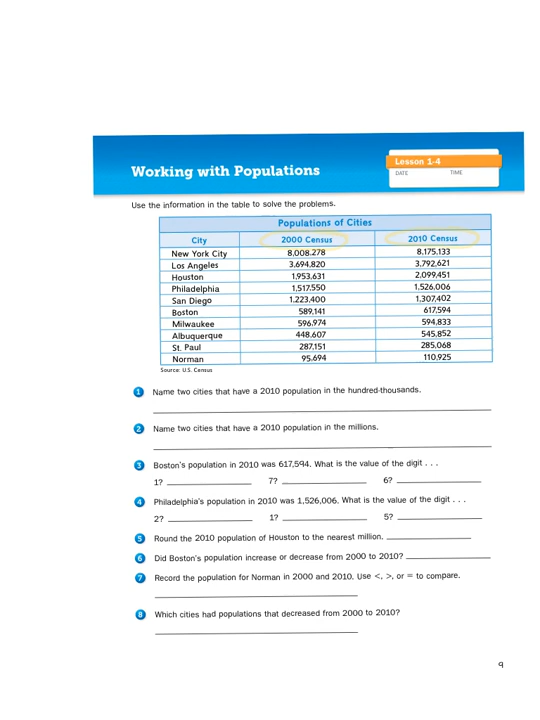 Working with Populations
Lesson 1-4
DATE TIME
Use the information in the table to solve the problems.
Populations of Cities
City 2000 Census 2010 Census
New York City 8,008,278 8,175,133
Los Angeles 3,694,820 3,792,621
Houston 1,953,631 2,099,451
Philadelphia 1,517,550 1,526,006
San Diego 1,223,400 1,307,402
Boston 589,141 617,594
Milwaukee 596,974 594,833
Albuquerque 448,607 545,852
St. Paul 287,151 285,068
Norman 95,694 110,925
Source: U.S. Census
1 Name two cities that have a 2010 population in the hundred-thousands.
2 Name two cities that have a 2010 population in the millions.
3 Boston's population in 2010 was 617,594. What is the value of the digit . . .
1? 7? 6?
4 Philadelphia's population in 2010 was 1,526,006. What is the value of the digit . . .
2? 1? 5?
5 Round the 2010 population of Houston to the nearest million.
6 Did Boston's population increase or decrease from 2000 to 2010?
7 Record the population for Norman in 2000 and 2010. Use <, >, or = to compare.
8 Which cities had populations that decreased from 2000 to 2010?
9